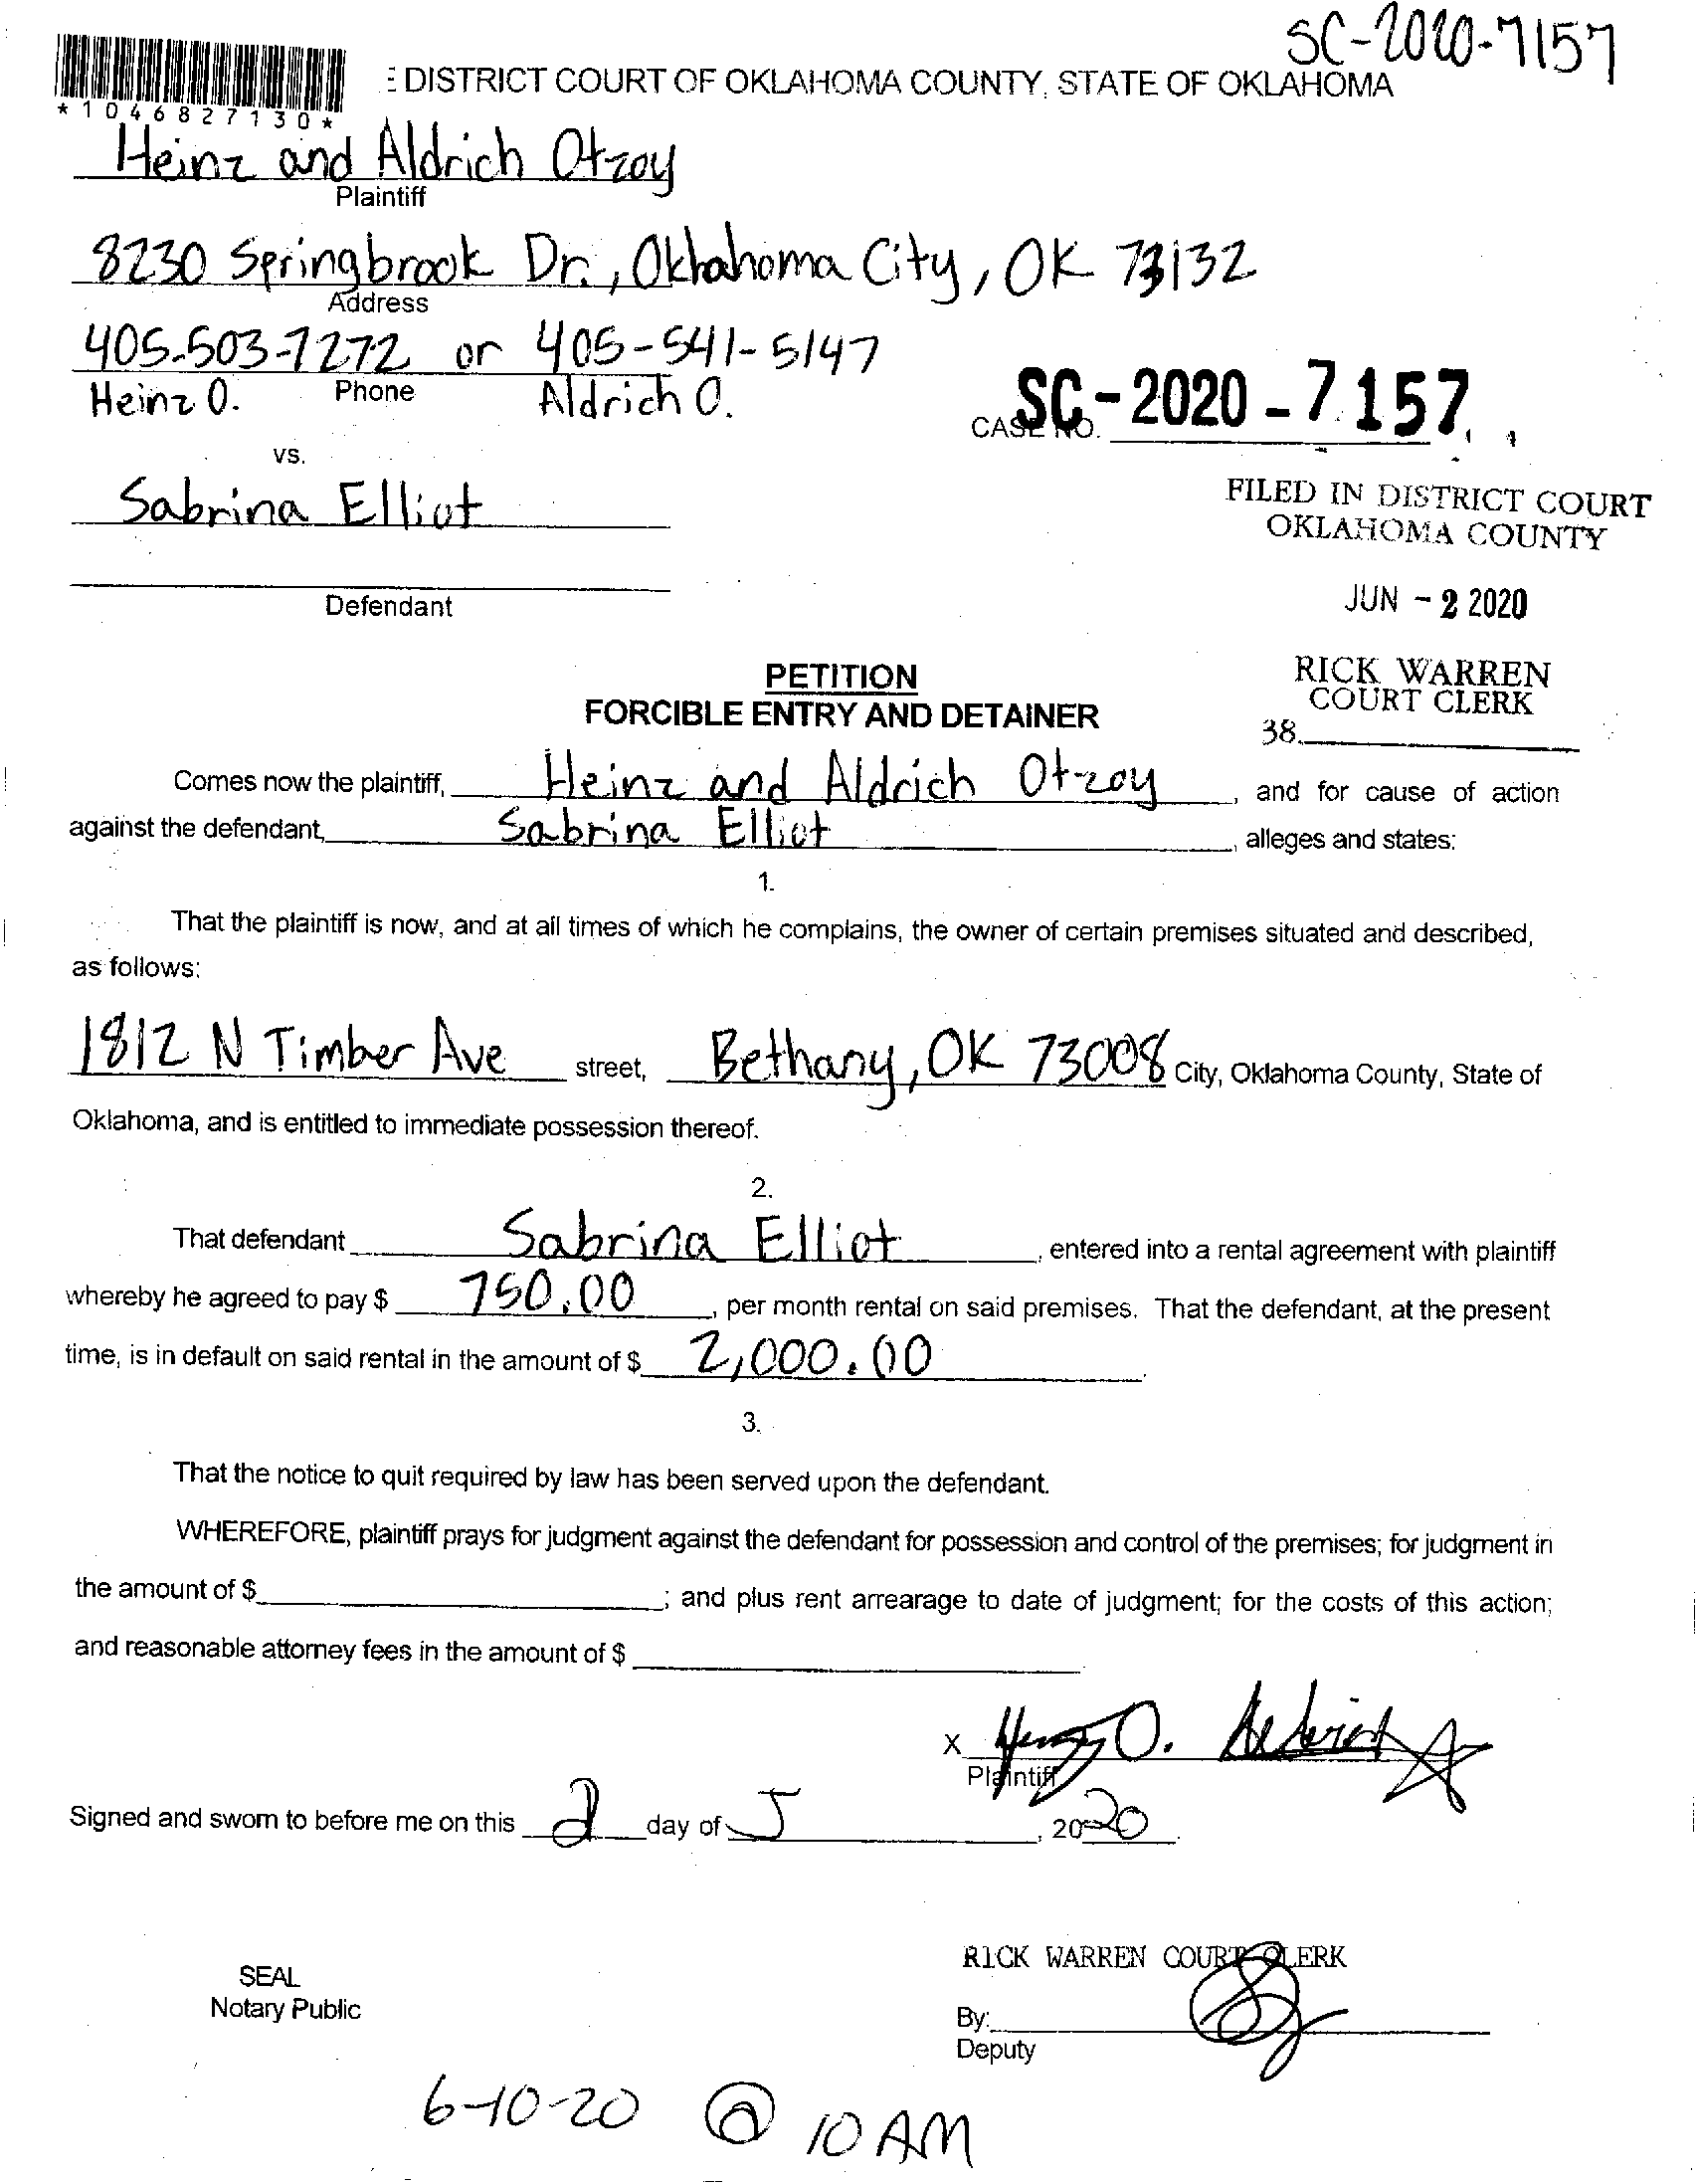 SC-2020-7157
DISTRICT COURT OF OKLAHOMA COUNTY, STATE OF OKLAHOMA
*1046827130*
Heinz and Aldrich Otzoy
Plaintiff
8230 Springbrook Dr., Oklahoma City, OK 73132
Address
405-503-7272 or 405-541-5147
Heinz O. Phone Aldrich O.
CASE NO. SC-2020-7157
vs.
Sabrina Elliot
FILED IN DISTRICT COURT
OKLAHOMA COUNTY
Defendant
JUN - 2 2020
RICK WARREN
COURT CLERK
38.
PETITION
FORCIBLE ENTRY AND DETAINER
Comes now the plaintiff, Heinz and Aldrich Otzoy, and for cause of action
against the defendant, Sabrina Elliot, alleges and states:
1.
That the plaintiff is now, and at all times of which he complains, the owner of certain premises situated and described,
as follows:
1812 N Timber Ave street, Bethany, OK 73008 City, Oklahoma County, State of
Oklahoma, and is entitled to immediate possession thereof.
2.
That defendant Sabrina Elliot, entered into a rental agreement with plaintiff
whereby he agreed to pay $ 750.00, per month rental on said premises. That the defendant, at the present
time, is in default on said rental in the amount of $ 2,000.00.
3.
That the notice to quit required by law has been served upon the defendant.
WHEREFORE, plaintiff prays for judgment against the defendant for possession and control of the premises; for judgment in
the amount of $ ; and plus rent arrearage to date of judgment; for the costs of this action;
and reasonable attorney fees in the amount of $
X
Plaintiff
Signed and sworn to before me on this 2 day of J, 2020
RICK WARREN COURT CLERK
SEAL
Notary Public
By:
Deputy
6-10-20 @ 10 AM